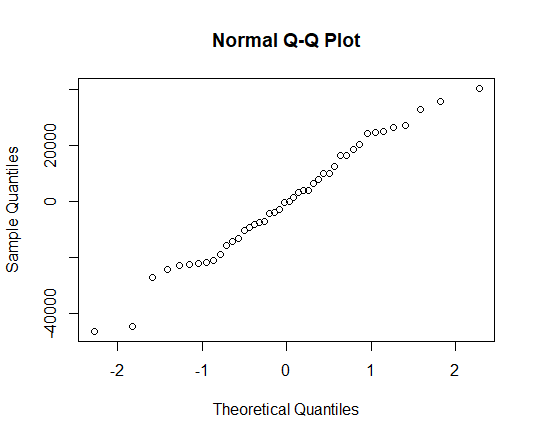 Normal Q-Q Plot
Sample Quantiles
20000
0
-40000
-2 -1 0 1 2
Theoretical Quantiles